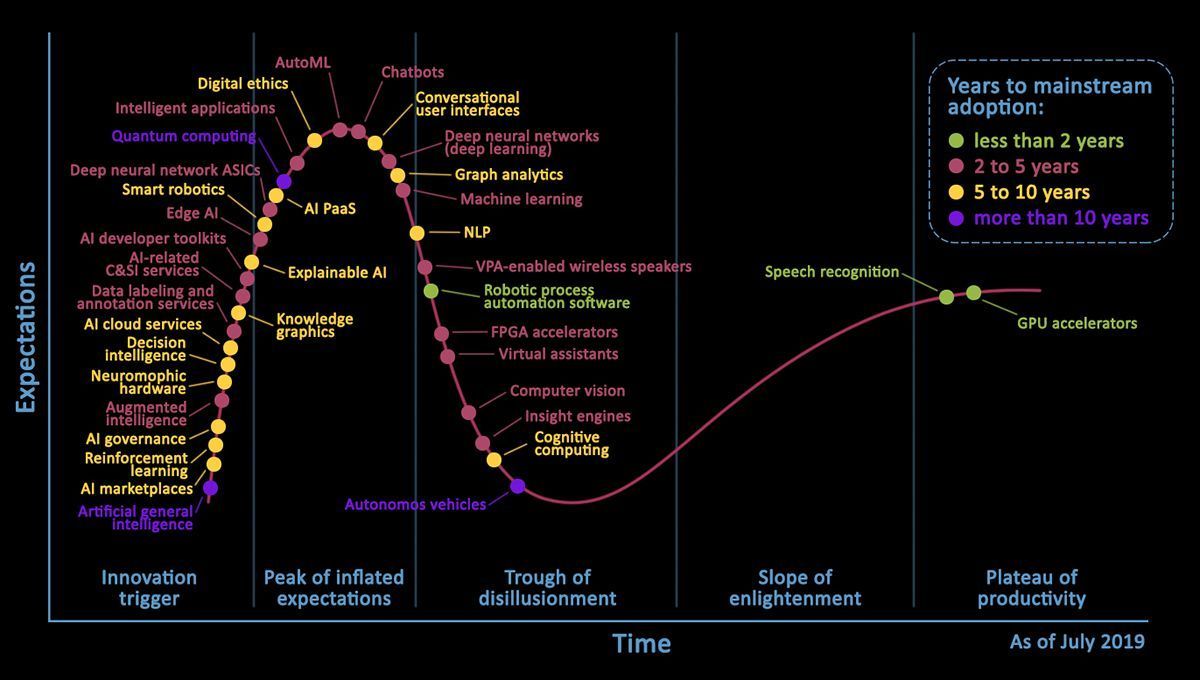 AutoML
Chatbots
Digital ethics
Conversational
user interfaces
Intelligent applications
Quantum computing
Deep neural networks
(deep learning)
Deep neural network ASICs
Graph analytics
Smart robotics
Machine learning
Edge AI
AI PaaS
AI developer toolkits
NLP
AI-related
C&SI services
Explainable AI
VPA-enabled wireless speakers
Data labeling and
annotation services
Robotic process
automation software
AI cloud services
Knowledge
graphics
FPGA accelerators
Decision
intelligence
Virtual assistants
Neuromophic
hardware
Computer vision
Augmented
intelligence
Insight engines
AI governance
Cognitive
computing
Reinforcement
learning
AI marketplaces
Autonomos vehicles
Artificial general
intelligence
Speech recognition
GPU accelerators
Years to mainstream
adoption:
less than 2 years
2 to 5 years
5 to 10 years
more than 10 years
Expectations
Innovation
trigger
Peak of inflated
expectations
Trough of
disillusionment
Slope of
enlightenment
Plateau of
productivity
Time
As of July 2019